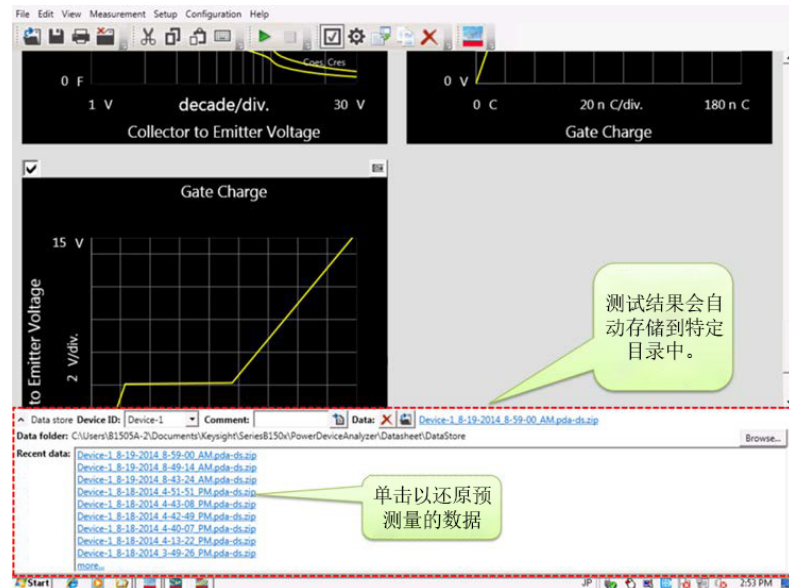 File Edit View Measurement Setup Configuration Help
Coes, Cres
0 F
1 V decade/div. 30 V
Collector to Emitter Voltage
0 V
0 C 20 n C/div. 180 n C
Gate Charge
Gate Charge
15 V
to Emitter Voltage
2 V/div.
测试结果会自
动存储到特定
目录中。
Data store Device ID: Device-1 Comment: Data: Device-1_8-19-2014_8-59-00_AM.pda-ds.zip
Data folder: C:\Users\B1505A-2\Documents\Keysight\SeriesB150x\PowerDeviceAnalyzer\Datasheet\DataStore Browse...
Recent data: Device-1_8-19-2014_8-59-00_AM.pda-ds.zip
Device-1_8-19-2014_8-49-14_AM.pda-ds.zip
Device-1_8-19-2014_8-43-24_AM.pda-ds.zip
Device-1_8-18-2014_4-51-51_PM.pda-ds.zip
Device-1_8-18-2014_4-43-08_PM.pda-ds.zip
Device-1_8-18-2014_4-42-49_PM.pda-ds.zip
Device-1_8-18-2014_4-40-07_PM.pda-ds.zip
Device-1_8-18-2014_4-13-22_PM.pda-ds.zip
Device-1_8-18-2014_3-49-26_PM.pda-ds.zip
more...
单击以还原预
测量的数据
Start JP 2:53 PM